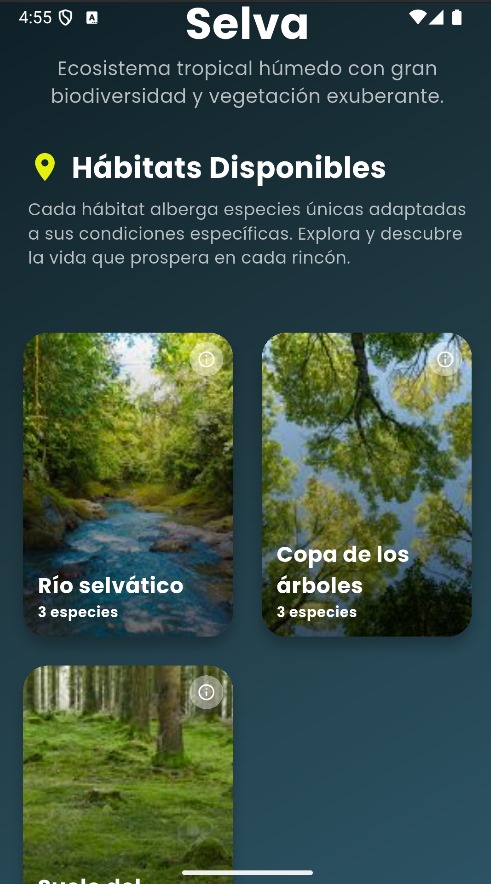 4:55
Selva
Ecosistema tropical húmedo con gran
biodiversidad y vegetación exuberante.
Hábitats Disponibles
Cada hábitat alberga especies únicas adaptadas
a sus condiciones específicas. Explora y descubre
la vida que prospera en cada rincón.
Río selvático
3 especies
Copa de los
árboles
3 especies
Suelo del